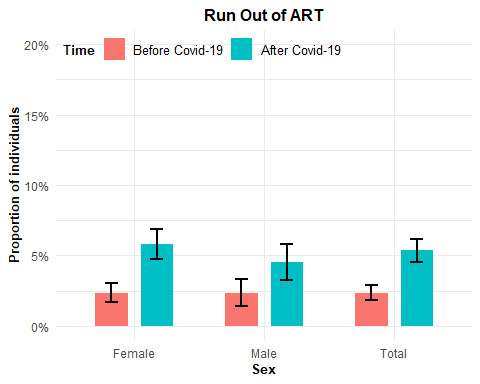 Run Out of ART
Time Before Covid-19 After Covid-19
20%
15%
10%
5%
0%
Proportion of individuals
Female Male Total
Sex